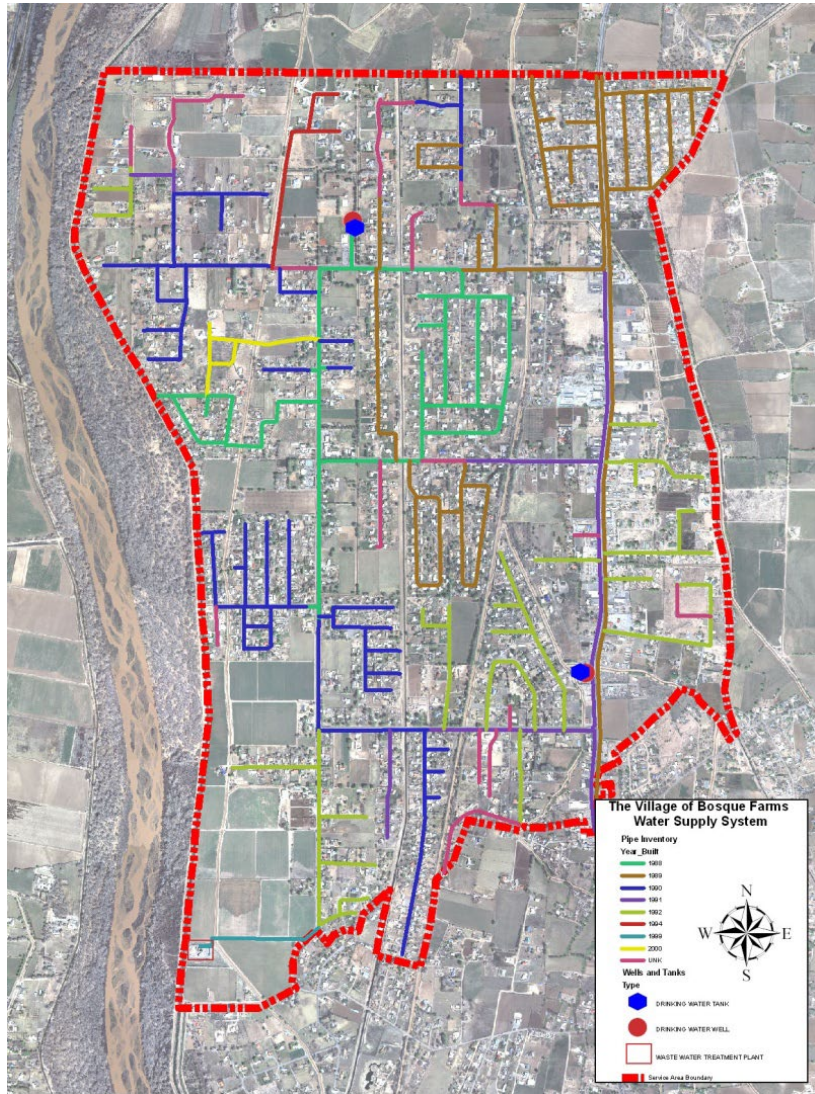 The Village of Bosque Farms
Water Supply System
Pipe Inventory
Year_Built
1988
1989
1990
1991
1992
1994
1999
2000
UNK
N
W E
S
Wells and Tanks
Type
DRINKING WATER TANK
DRINKING WATER WELL
WASTE WATER TREATMENT PLANT
Service Area Boundary